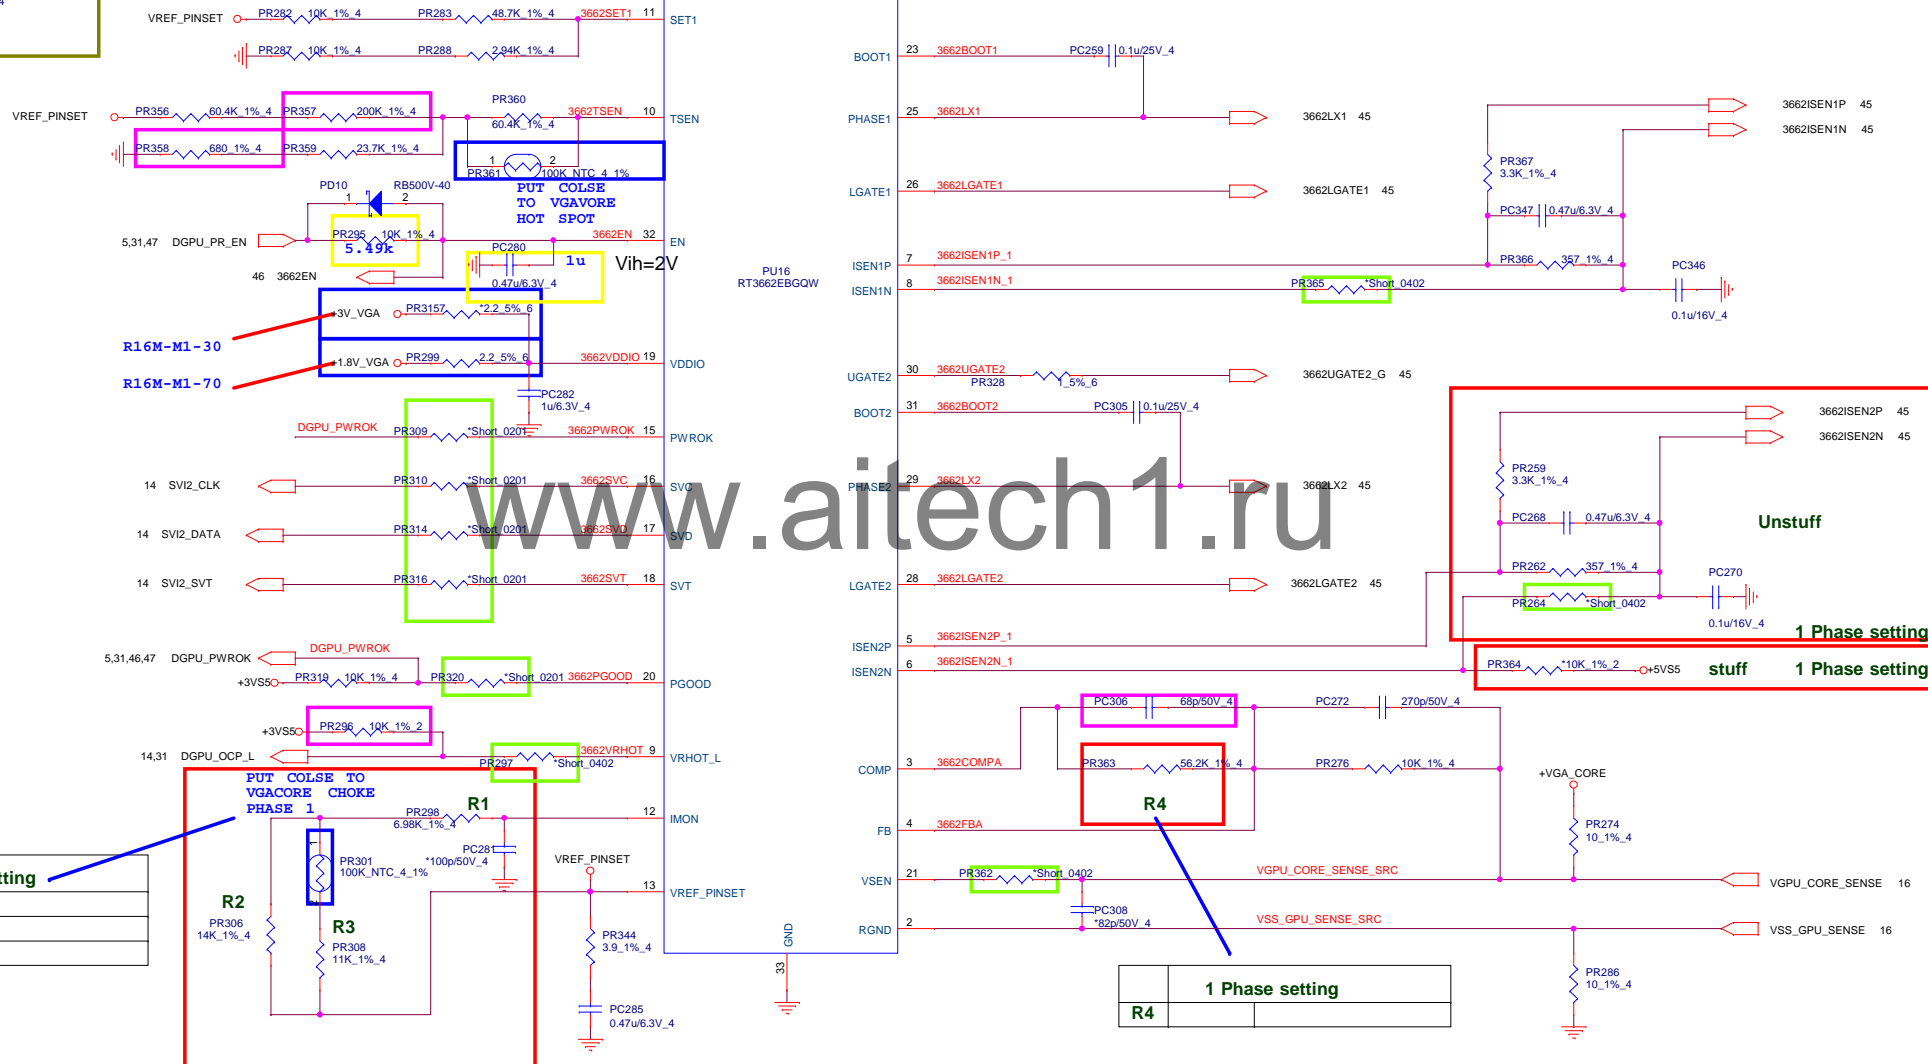 VREF_PINSET PR282 10K_1%_4 PR283 48.7K_1%_4 3662SET1 11 SET1
PR287 10K_1%_4 PR288 2.94K_1%_4
VREF_PINSET PR356 60.4K_1%_4 PR357 200K_1%_4 PR360 60.4K_1%_4 3662TSEN 10 TSEN
PR358 680_1%_4 PR359 23.7K_1%_4
1 2 PR361 100K_NTC_4_1%
PUT COLSE
TO VGAVORE
HOT SPOT
PD10 RB500V-40
1 2
5,31,47 DGPU_PR_EN PR295 10K_1%_4 3662EN 32 EN
5.49k
PC280 1u Vih=2V
0.47u/6.3V_4
46 3662EN
+3V_VGA PR3157 *2.2_5%_6
R16M-M1-30
+1.8V_VGA PR299 2.2_5%_6 3662VDDIO 19 VDDIO
R16M-M1-70
PC282
1u/6.3V_4
DGPU_PWROK PR309 *Short_0201 3662PWROK 15 PWROK
14 SVI2_CLK PR310 *Short_0201 3662SVC 16 SVC
14 SVI2_DATA PR314 *Short_0201 3662SVD 17 SVD
14 SVI2_SVT PR316 *Short_0201 3662SVT 18 SVT
5,31,46,47 DGPU_PWROK DGPU_PWROK
+3VS5 PR319 10K_1%_4 PR320 *Short_0201 3662PGOOD 20 PGOOD
+3VS5 PR296 10K_1%_2
14,31 DGPU_OCP_L PR297 *Short_0402 3662VRHOT 9 VRHOT_L
PUT COLSE TO
VGACORE CHOKE
PHASE 1
R1
PR298 6.98K_1%_4 12 IMON
PC281
*100p/50V_4
PR301
100K_NTC_4_1%
1
2
R2
PR306
14K_1%_4
R3
PR308
11K_1%_4
VREF_PINSET
13 VREF_PINSET
PR344
3.9_1%_4
PC285
0.47u/6.3V_4
PU16
RT3662EBGQW
GND
33
BOOT1 23 3662BOOT1 PC259 0.1u/25V_4
PHASE1 25 3662LX1 3662LX1 45
LGATE1 26 3662LGATE1 3662LGATE1 45
3662ISEN1P 45
3662ISEN1N 45
PR367
3.3K_1%_4
PC347 0.47u/6.3V_4
ISEN1P 7 3662ISEN1P_1 PR366 357_1%_4
ISEN1N 8 3662ISEN1N_1 PR365 *Short_0402
PC346
0.1u/16V_4
UGATE2 30 3662UGATE2 PR328 1_5%_6 3662UGATE2_G 45
BOOT2 31 3662BOOT2 PC305 0.1u/25V_4
PHASE2 29 3662LX2 3662LX2 45
LGATE2 28 3662LGATE2 3662LGATE2 45
3662ISEN2P 45
3662ISEN2N 45
PR259
3.3K_1%_4
PC268 0.47u/6.3V_4
Unstuff
PR262 357_1%_4
PR264 *Short_0402
PC270
0.1u/16V_4
1 Phase setting
ISEN2P 5 3662ISEN2P_1
ISEN2N 6 3662ISEN2N_1
PR364 *10K_1%_2 +5VS5 stuff 1 Phase setting
PC306 68p/50V_4 PC272 270p/50V_4
COMP 3 3662COMPA PR363 56.2K_1%_4 PR276 10K_1%_4
R4
FB 4 3662FBA
+VGA_CORE
PR274
10_1%_4
VSEN 21 PR362 *Short_0402 VGPU_CORE_SENSE_SRC VGPU_CORE_SENSE 16
PC308
*82p/50V_4
RGND 2 VSS_GPU_SENSE_SRC VSS_GPU_SENSE 16
PR286
10_1%_4
1 Phase setting
R4
www.aitech1.ru